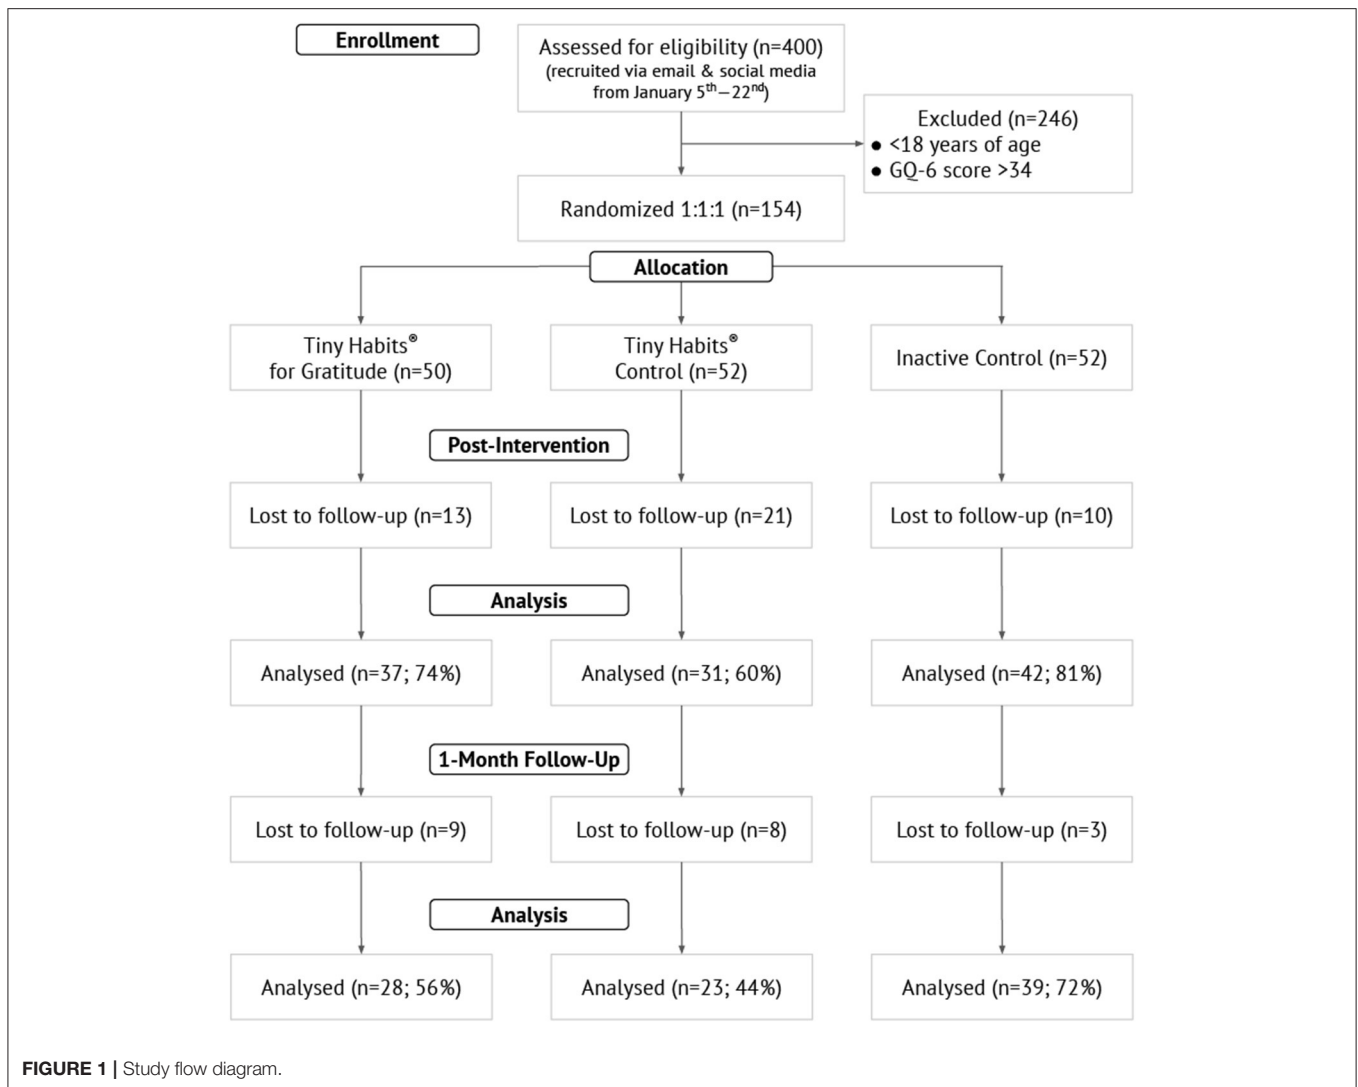 Enrollment
Assessed for eligibility (n=400)
(recruited via email & social media
from January 5th—22nd)
Excluded (n=246)
● <18 years of age
● GQ-6 score >34
Randomized 1:1:1 (n=154)
Allocation
Tiny Habits®
for Gratitude (n=50)
Tiny Habits®
Control (n=52)
Inactive Control (n=52)
Post-Intervention
Lost to follow-up (n=13)
Lost to follow-up (n=21)
Lost to follow-up (n=10)
Analysis
Analysed (n=37; 74%)
Analysed (n=31; 60%)
Analysed (n=42; 81%)
1-Month Follow-Up
Lost to follow-up (n=9)
Lost to follow-up (n=8)
Lost to follow-up (n=3)
Analysis
Analysed (n=28; 56%)
Analysed (n=23; 44%)
Analysed (n=39; 72%)
FIGURE 1 | Study flow diagram.